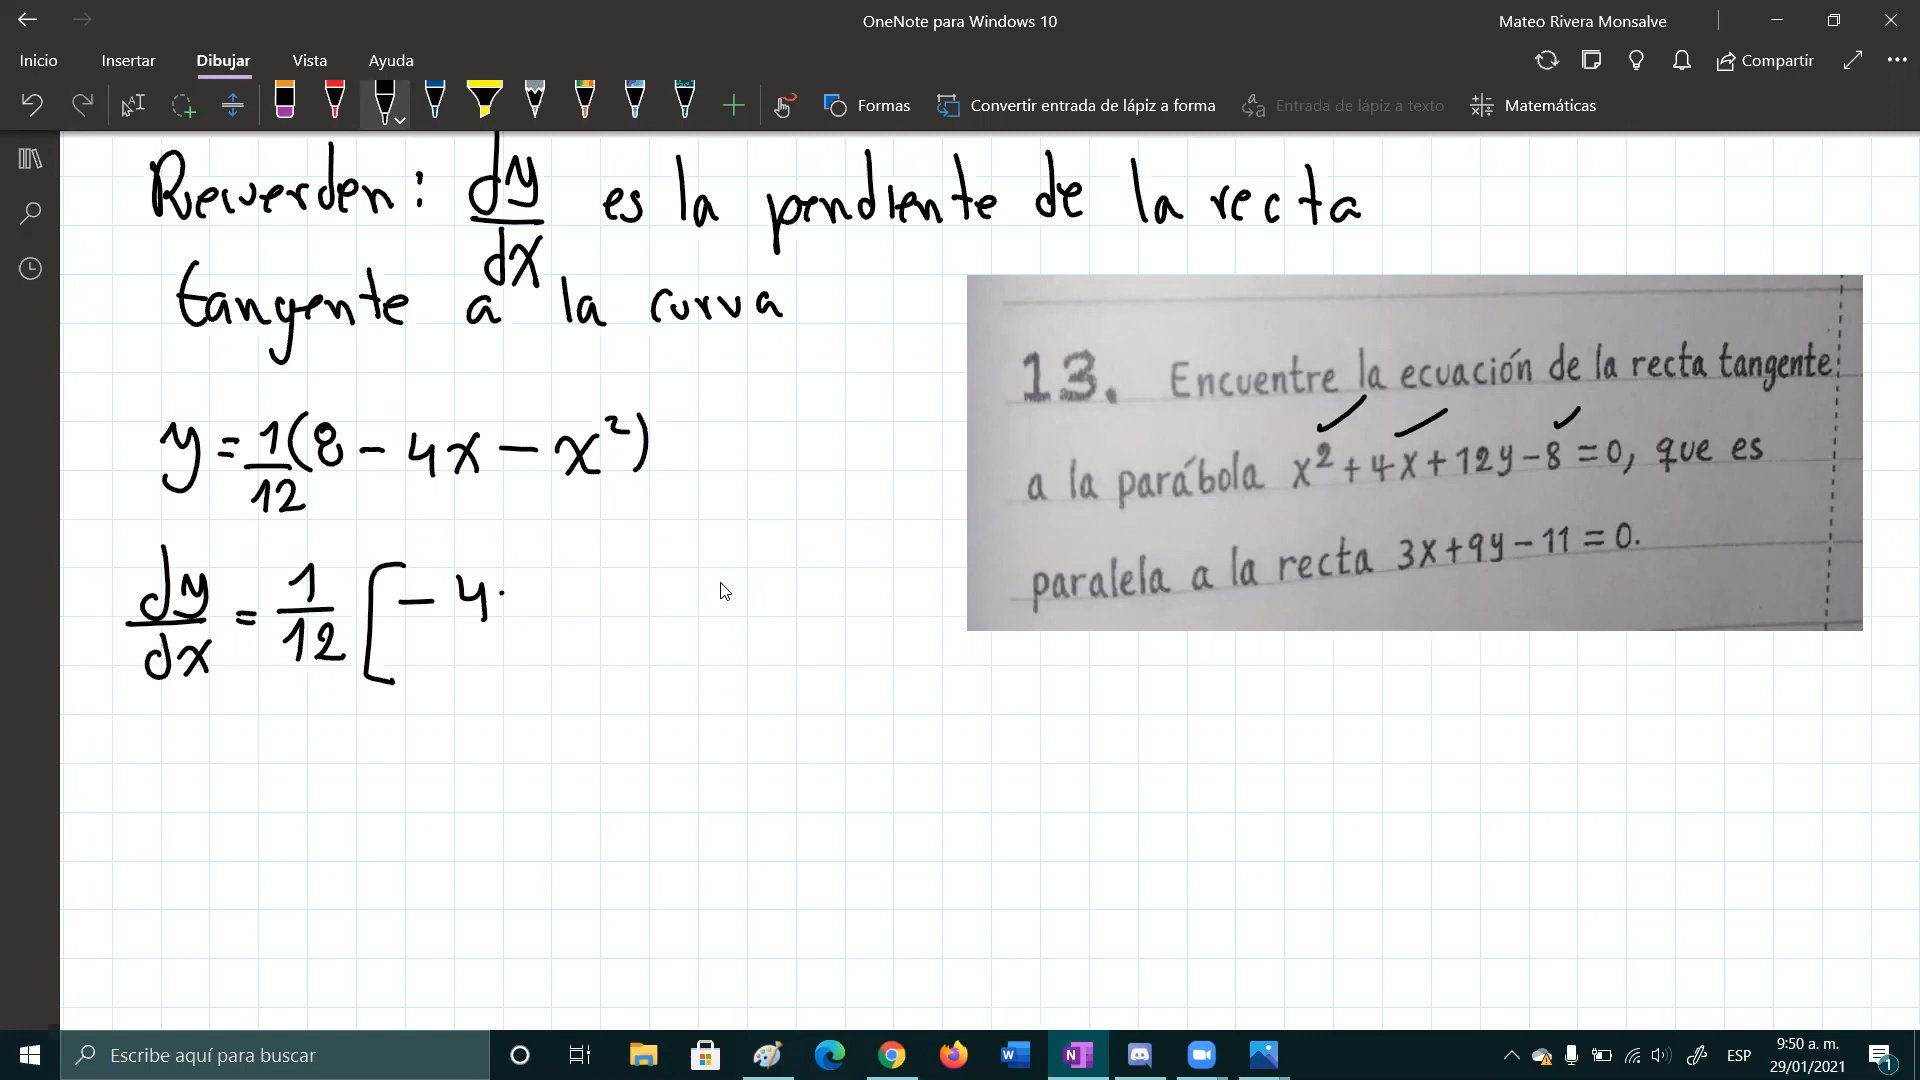 OneNote para Windows 10
Mateo Rivera Monsalve
Inicio Insertar Dibujar Vista Ayuda
Compartir
Formas Convertir entrada de lápiz a forma Entrada de lápiz a texto Matemáticas
Recuerden: dy/dx es la pendiente de la recta
tangente a la curva
13. Encuentre la ecuación de la recta tangente
a la parábola x²+4x+12y-8=0, que es
paralela a la recta 3x+9y-11=0.
y = 1/12 (8 - 4x - x²)
dy/dx = 1/12 [-4·
Escribe aquí para buscar
ESP
9:50 a. m.
29/01/2021
1